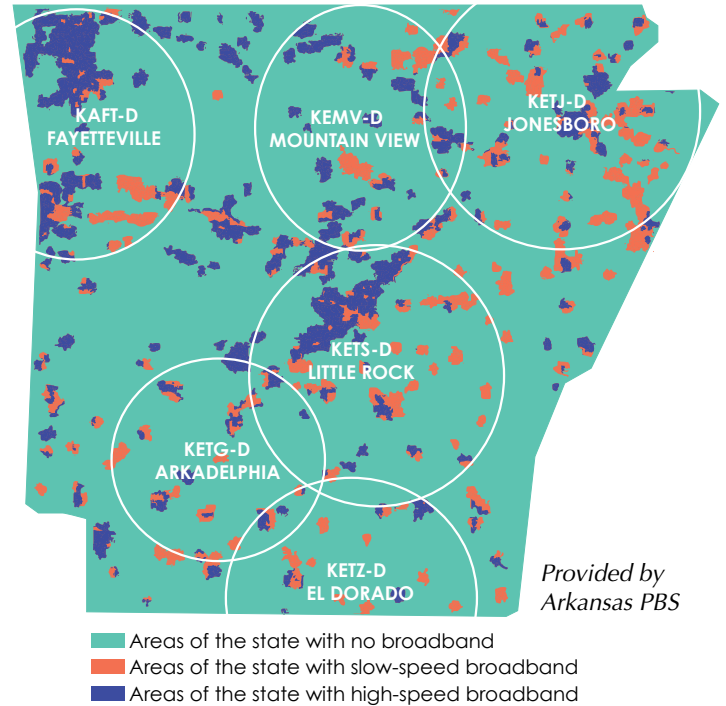 KAFT-D
FAYETTEVILLE
KEMV-D
MOUNTAIN VIEW
KETJ-D
JONESBORO
KETS-D
LITTLE ROCK
KETG-D
ARKADELPHIA
KETZ-D
EL DORADO
Provided by
Arkansas PBS
Areas of the state with no broadband
Areas of the state with slow-speed broadband
Areas of the state with high-speed broadband